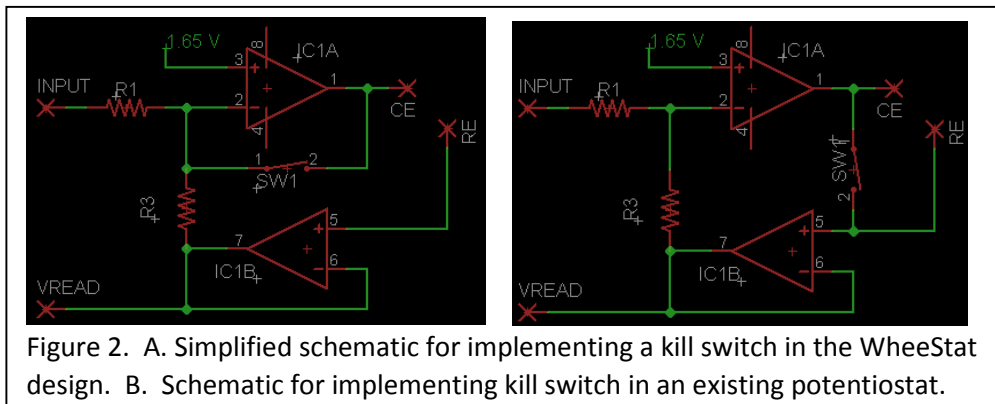 1.65 V
8
IC1A
3
1
INPUT
R1
2
CE
4
RE
1
2
SW1
R3
5
7
6
IC1B
VREAD
1.65 V
8
IC1A
3
1
INPUT
R1
2
CE
4
RE
1
SW1
2
R3
5
7
6
IC1B
VREAD
Figure 2.  A. Simplified schematic for implementing a kill switch in the WheeStat
design.  B.  Schematic for implementing kill switch in an existing potentiostat.